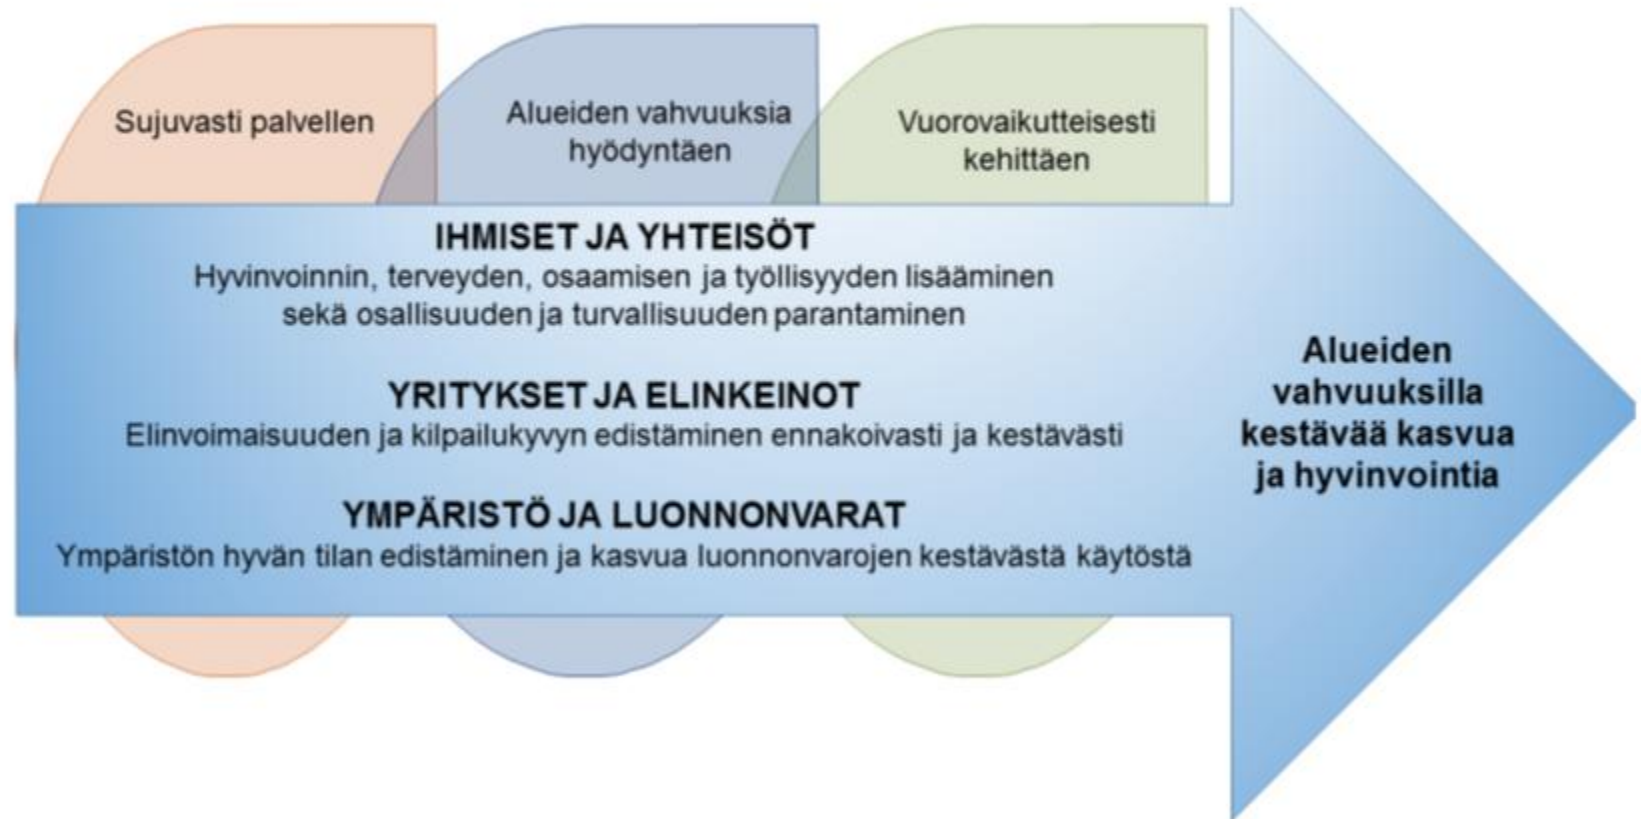 Sujuvasti palvellen
Alueiden vahvuuksia
hyödyntäen
Vuorovaikutteisesti
kehittäen
IHMISET JA YHTEISÖT
Hyvinvoinnin, terveyden, osaamisen ja työllisyyden lisääminen
sekä osallisuuden ja turvallisuuden parantaminen
YRITYKSET JA ELINKEINOT
Elinvoimaisuuden ja kilpailukyvyn edistäminen ennakoivasti ja kestävästi
YMPÄRISTÖ JA LUONNONVARAT
Ympäristön hyvän tilan edistäminen ja kasvua luonnonvarojen kestävästä käytöstä
Alueiden
vahvuuksilla
kestävää kasvua
ja hyvinvointia